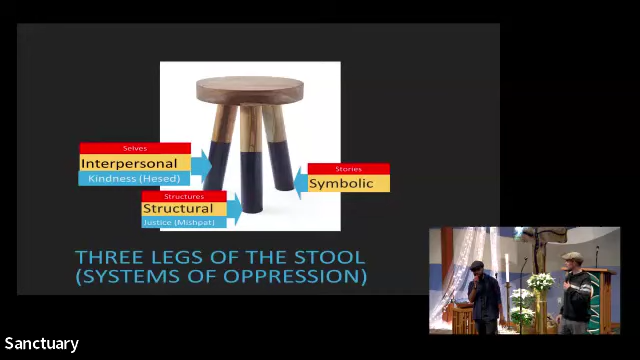 Selves
Interpersonal
Kindness (Hesed)
Stories
Symbolic
Structures
Structural
Justice (Mishpat)
THREE LEGS OF THE STOOL
(SYSTEMS OF OPPRESSION)
Sanctuary